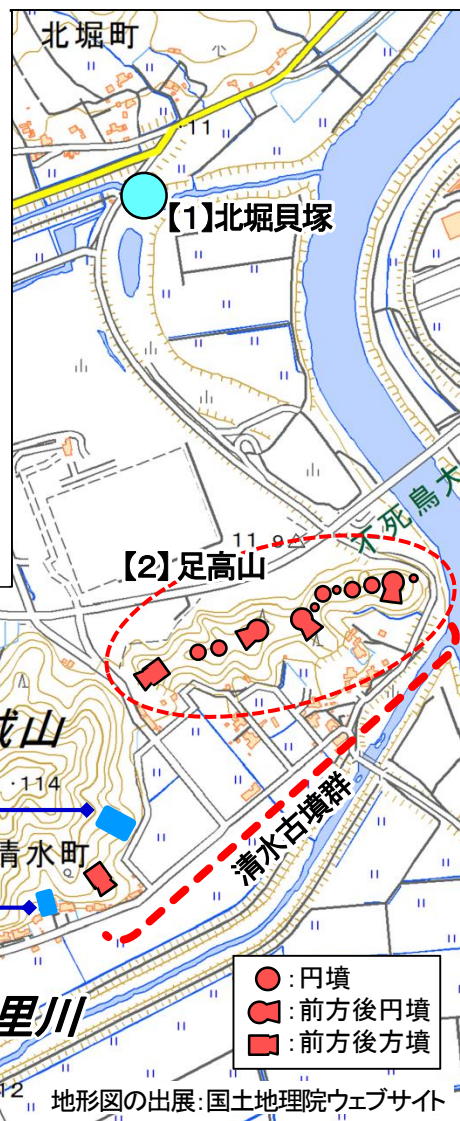 北堀町
11
【1】北堀貝塚
不死鳥大
11.9
【2】足高山
城山
・114
清水町
清水古墳群
里川
：円墳
：前方後円墳
：前方後方墳
12
地形図の出展：国土地理院ウェブサイト